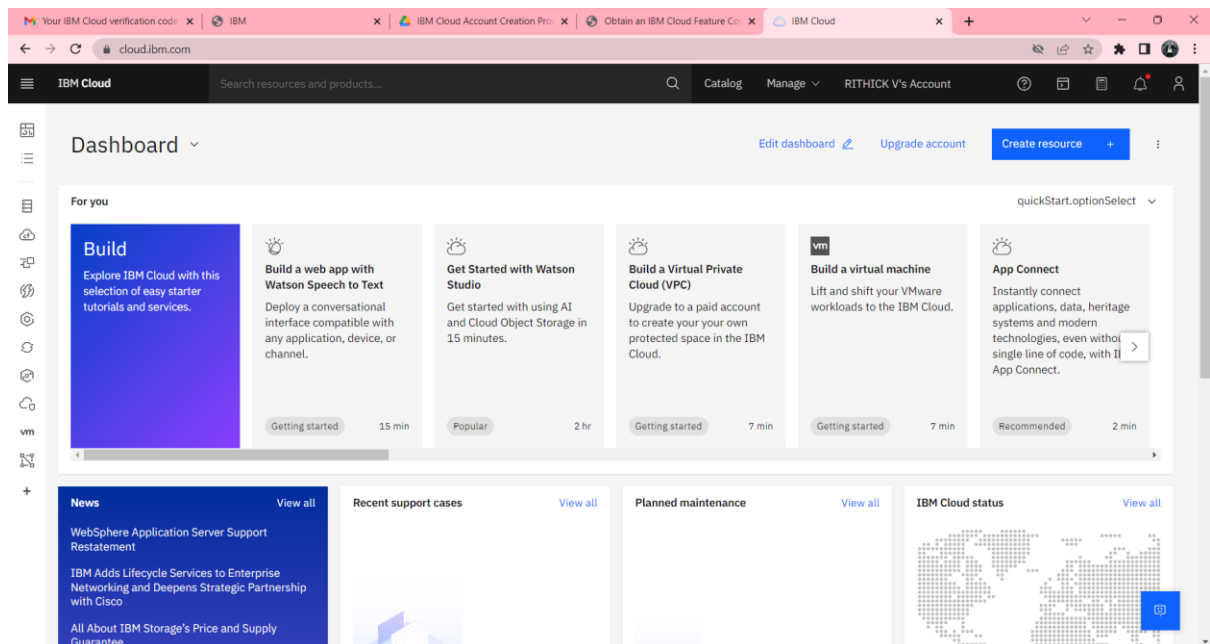 Your IBM Cloud verification code
IBM
IBM Cloud Account Creation Pro
Obtain an IBM Cloud Feature Co
IBM Cloud
cloud.ibm.com
IBM Cloud
Search resources and products...
Catalog
Manage
RITHICK V's Account
Dashboard
Edit dashboard
Upgrade account
Create resource +
For you
quickStart.optionSelect
Build
Explore IBM Cloud with this
selection of easy starter
tutorials and services.
Build a web app with
Watson Speech to Text
Deploy a conversational
interface compatible with
any application, device, or
channel.
Getting started
15 min
Get Started with Watson
Studio
Get started with using AI
and Cloud Object Storage in
15 minutes.
Popular
2 hr
Build a Virtual Private
Cloud (VPC)
Upgrade to a paid account
to create your your own
protected space in the IBM
Cloud.
Getting started
7 min
vm
Build a virtual machine
Lift and shift your VMware
workloads to the IBM Cloud.
Getting started
7 min
App Connect
Instantly connect
applications, data, heritage
systems and modern
technologies, even withou
single line of code, with I
App Connect.
Recommended
2 min
vm
News
View all
WebSphere Application Server Support
Restatement
IBM Adds Lifecycle Services to Enterprise
Networking and Deepens Strategic Partnership
with Cisco
All About IBM Storage's Price and Supply
Guarantee
Recent support cases
View all
Planned maintenance
View all
IBM Cloud status
View all